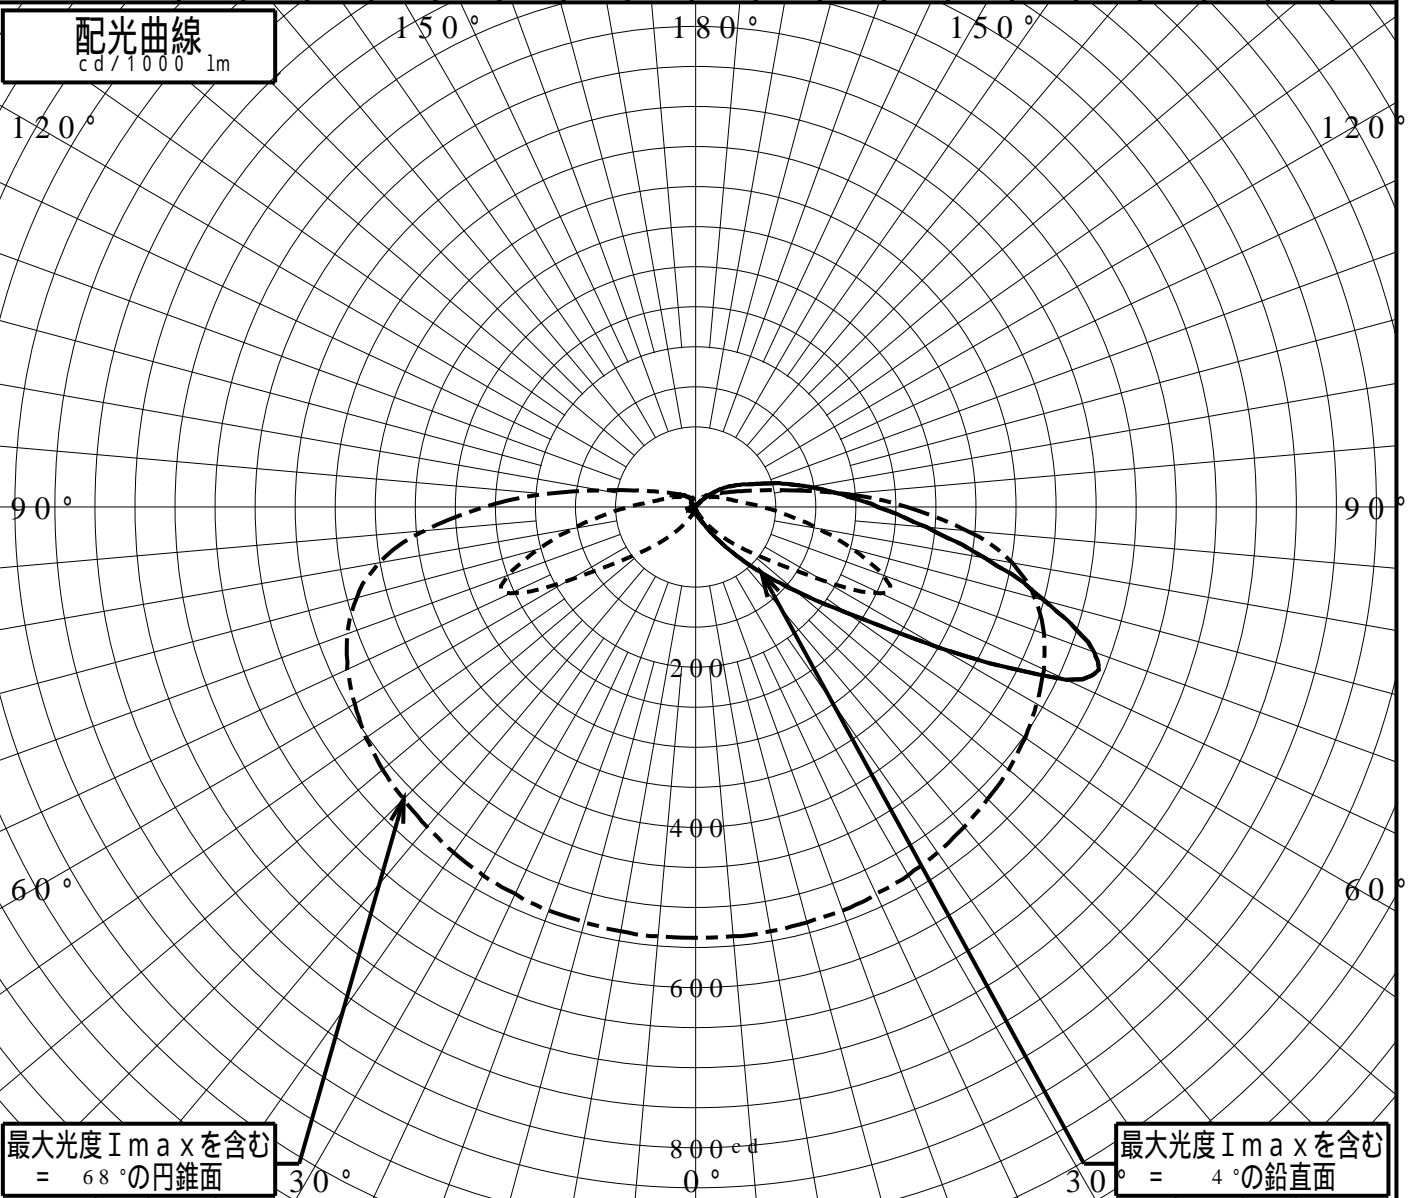 配光曲線
cd/1000 lm
150° 180° 150°
120° 120°
90° 90°
200
400
60° 60°
600
800cd
30° 0° 30°
最大光度Ｉｍａｘを含む
= 68°の円錐面
最大光度Ｉｍａｘを含む
= 4°の鉛直面